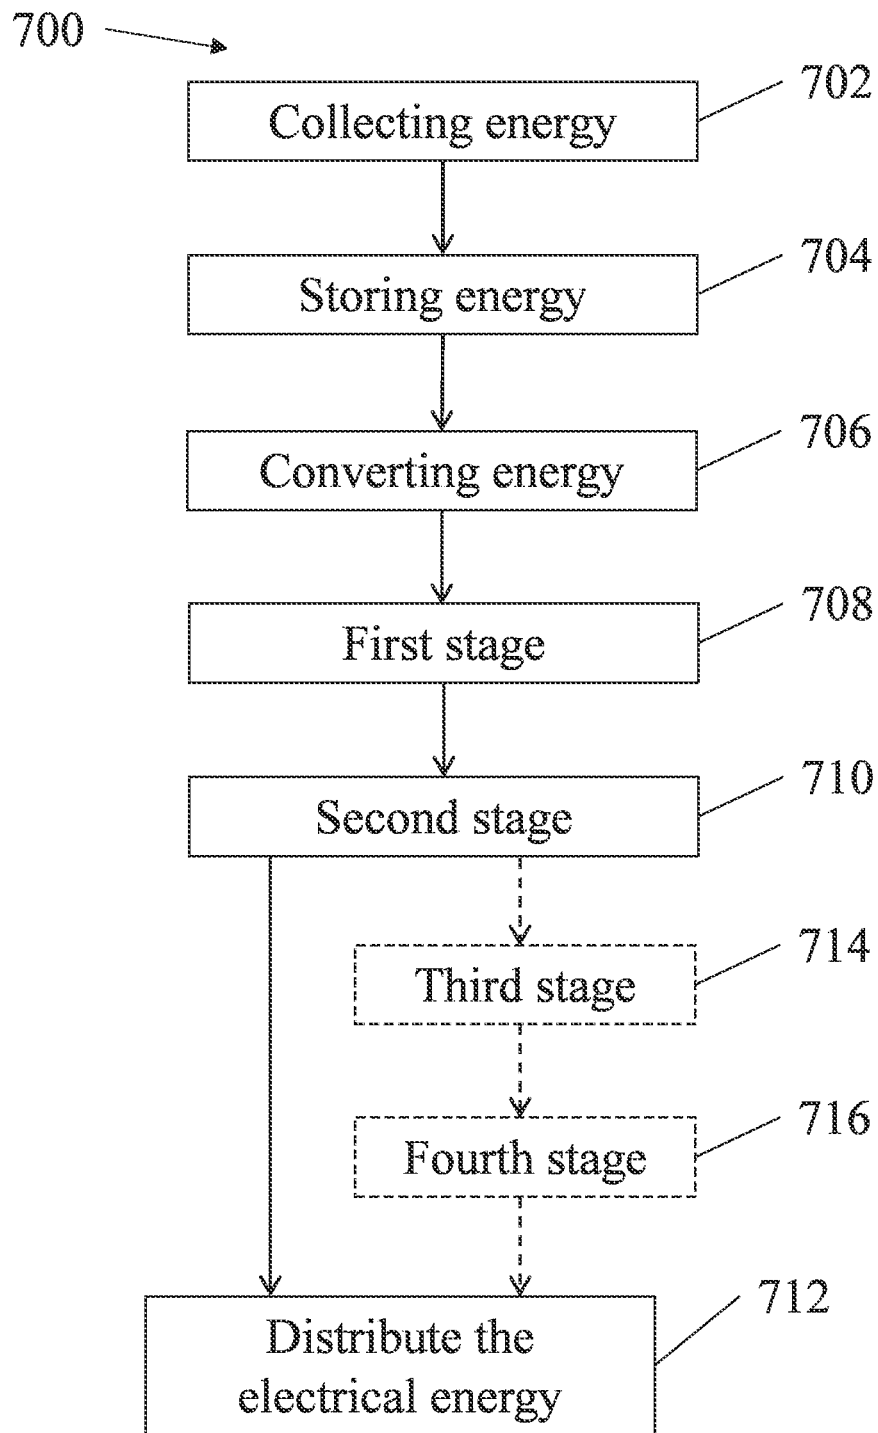 700
702
Collecting energy
704
Storing energy
706
Converting energy
708
First stage
710
Second stage
714
Third stage
716
Fourth stage
712
Distribute the
electrical energy